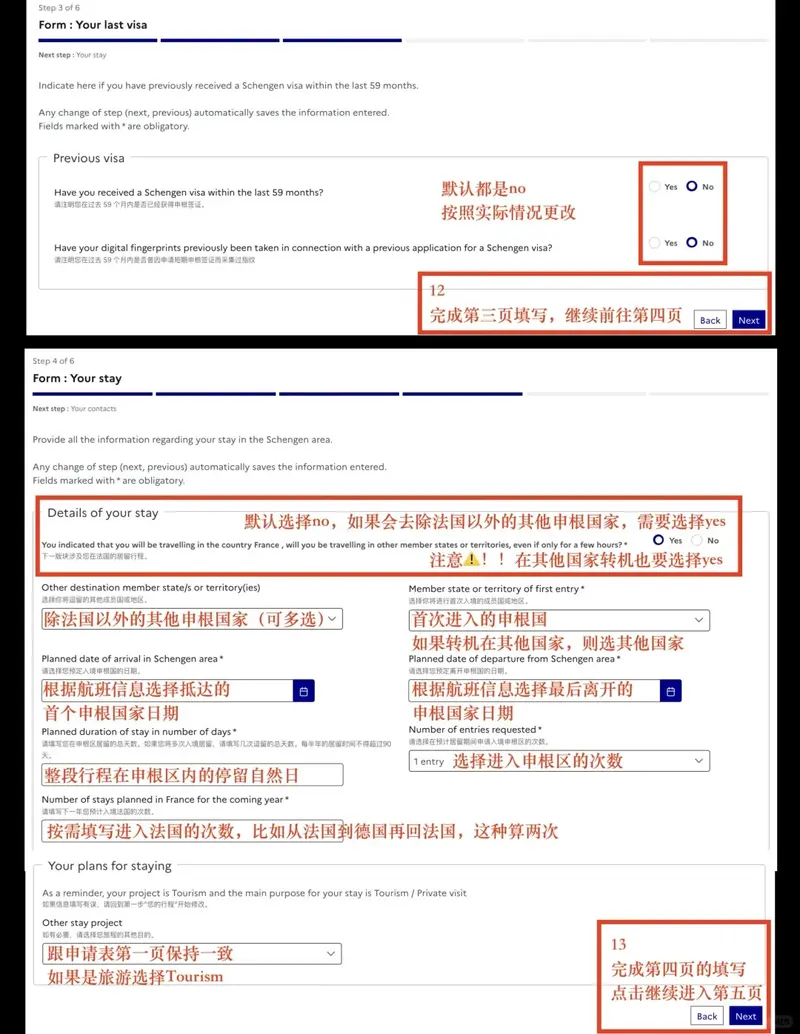 Step 3 of 6
Form : Your last visa
Next step : Your stay
Indicate here if you have previously received a Schengen visa within the last 59 months.
Any change of step (next, previous) automatically saves the information entered.
Fields marked with * are obligatory.
Previous visa
Have you received a Schengen visa within the last 59 months?
请注明您在过去 59 个月内是否已经获得申根签证。
Yes No
默认都是no
按照实际情况更改
Have your digital fingerprints previously been taken in connection with a previous application for a Schengen visa?
请注明您在过去 59 个月内是否曾因申请短期申根签证而采集过指纹
Yes No
12
完成第三页填写，继续前往第四页
Back Next
Step 4 of 6
Form : Your stay
Next step : Your contacts
Provide all the information regarding your stay in the Schengen area.
Any change of step (next, previous) automatically saves the information entered.
Fields marked with * are obligatory.
Details of your stay
默认选择no，如果会去除法国以外的其他申根国家，需要选择yes
You indicated that you will be travelling in the country France , will you be travelling in other member states or territories, even if only for a few hours? *
Yes No
下一版块涉及您在法国的居留行程。
注意⚠️！！在其他国家转机也要选择yes
Other destination member state/s or territory(ies)
选择你将逗留的其他成员国或地区。
除法国以外的其他申根国家（可多选）
Member state or territory of first entry *
选择你将进行首次入境的成员国或地区。
首次进入的申根国
如果转机在其他国家，则选其他国家
Planned date of arrival in Schengen area *
请选择您预定入境申根国的日期。
根据航班信息选择抵达的
首个申根国家日期
Planned date of departure from Schengen area *
请选择您预定离开申根国的日期。
根据航班信息选择最后离开的
申根国家日期
Planned duration of stay in number of days *
请填写您在申根区居留的总天数。如果您将多次入境居留，请填写几次逗留的总天数，每半年的居留时间不得超过90
天。
整段行程在申根区内的停留自然日
Number of entries requested *
请选择在预计居留期间申请入境申根区的次数。
1 entry 选择进入申根区的次数
Number of stays planned in France for the coming year *
请填写下一年您预计入境法国的次数。
按需填写进入法国的次数，比如从法国到德国再回法国，这种算两次
Your plans for staying
As a reminder, your project is Tourism and the main purpose for your stay is Tourism / Private visit
如果信息填写有误，请回到第一步“您的行程”开始修改。
Other stay project
如有必要，请选择您旅程的其他目的。
跟申请表第一页保持一致
如果是旅游选择Tourism
13
完成第四页的填写
点击继续进入第五页
Back Next